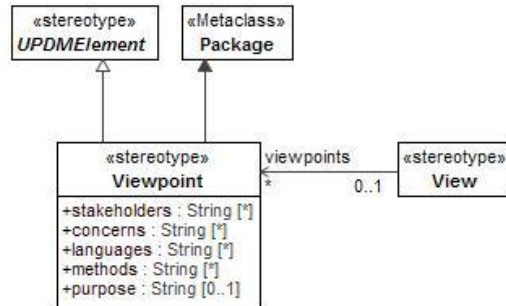 «stereotype»
UPDMElement
«Metaclass»
Package
«stereotype»
Viewpoint
+stakeholders : String [*]
+concerns : String [*]
+languages : String [*]
+methods : String [*]
+purpose : String [0..1]
viewpoints
*
0..1
«stereotype»
View